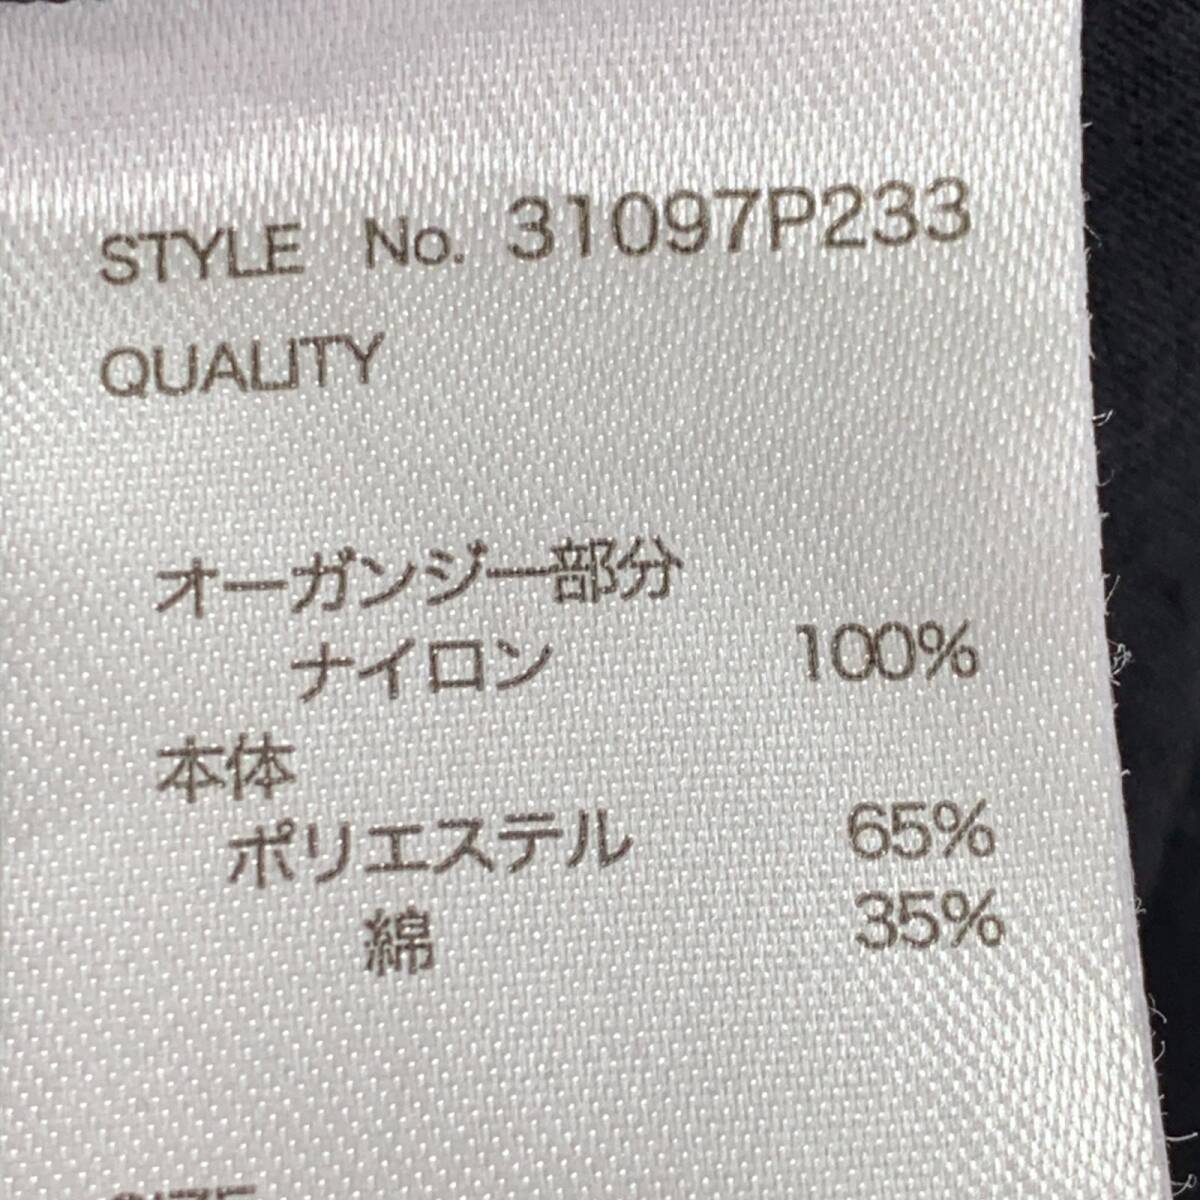 STYLE No. 31097P233
QUALITY
オーガンジー部分
ナイロン 100%
本体
ポリエステル 65%
綿 35%